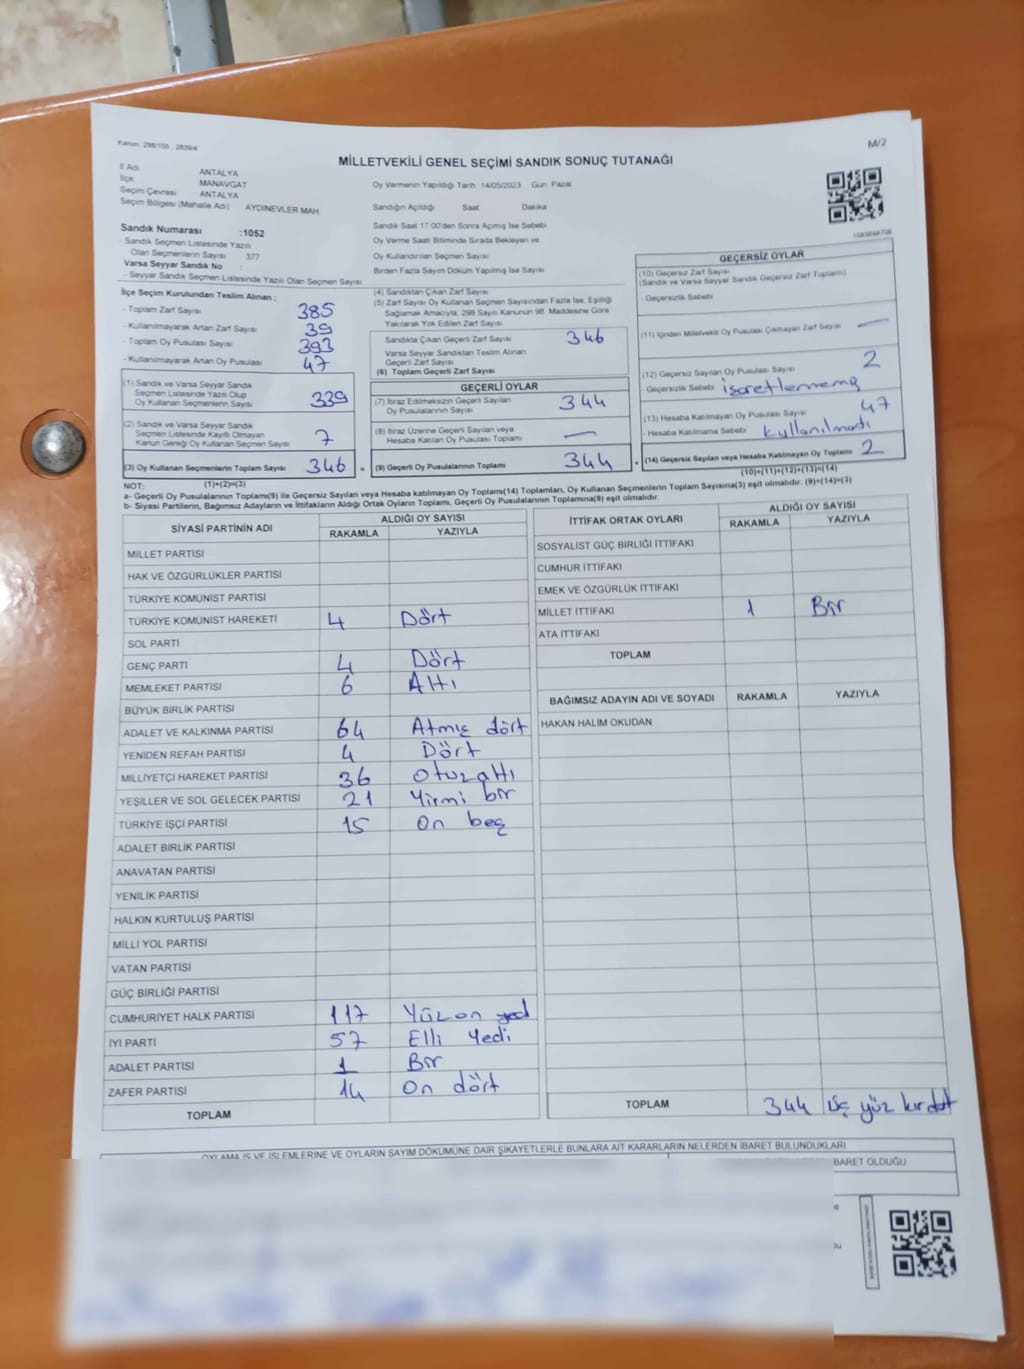 Kanun: 298/105 , 2839/4
M/2
MİLLETVEKİLİ GENEL SEÇİMİ SANDIK SONUÇ TUTANAĞI
İl Adı ANTALYA
İlçe MANAVGAT
Seçim Çevresi ANTALYA
Seçim Bölgesi (Mahalle Adı) AYDINEVLER MAH
Sandık Numarası :1052
- Sandık Seçmen Listesinde Yazılı
Olan Seçmenlerin Sayısı 377
Varsa Seyyar Sandık No :
- Seyyar Sandık Seçmen Listesinde Yazılı Olan Seçmen Sayısı
Oy Vermenin Yapıldığı Tarih 14/05/2023 Gün Pazar
Sandığın Açıldığı Saat Dakika
Sandık Saat 17:00'den Sonra Açılmış İse Sebebi
Oy Verme Saati Bitiminde Sırada Bekleyen ve
Oy Kullandırılan Seçmen Sayısı
Birden Fazla Sayım Döküm Yapılmış İse Sayısı
İlçe Seçim Kurulundan Teslim Alınan ;
- Toplam Zarf Sayısı 385
- Kullanılmayarak Artan Zarf Sayısı 39
- Toplam Oy Pusulası Sayısı 393
- Kullanılmayarak Artan Oy Pusulası 47
(1) Sandık ve Varsa Seyyar Sandık
Seçmen Listesinde Yazılı Olup
Oy Kullanan Seçmenlerin Sayısı 339
(2) Sandık ve Varsa Seyyar Sandık
Seçmen Listesinde Kayıtlı Olmayan
Kanun Gereği Oy Kullanan Seçmen Sayısı 7
(3) Oy Kullanan Seçmenlerin Toplam Sayısı 346 =
(1)+(2)=(3)
(4) Sandıktan Çıkan Zarf Sayısı
(5) Zarf Sayısı Oy Kullanan Seçmen Sayısından Fazla İse, Eşitliği
Sağlamak Amacıyla, 298 Sayılı Kanunun 98. Maddesine Göre
Yakılarak Yok Edilen Zarf Sayısı
Sandıkta Çıkan Geçerli Zarf Sayısı 346
Varsa Seyyar Sandıktan Teslim Alınan
Geçerli Zarf Sayısı
(6) Toplam Geçerli Zarf Sayısı
GEÇERLİ OYLAR
(7) İtiraz Edilmeksizin Geçerli Sayılan
Oy Pusulalarının Sayısı 344
(8) İtiraz Üzerine Geçerli Sayılan veya
Hesaba Katılan Oy Pusulası Toplamı —
(9) Geçerli Oy Pusulalarının Toplamı 344 +
GEÇERSİZ OYLAR
(10) Geçersiz Zarf Sayısı
(Sandık ve Varsa Seyyar Sandık Geçersiz Zarf Toplamı)
- Geçersizlik Sebebi
(11) İçinden Milletvekili Oy Pusulası Çıkmayan Zarf Sayısı —
(12) Geçersiz Sayılan Oy Pusulası Sayısı 2
- Geçersizlik Sebebi işaretlenmemiş
(13) Hesaba Katılmayan Oy Pusulası Sayısı 47
- Hesaba Katılmama Sebebi kullanılmadı
(14) Geçersiz Sayılan veya Hesaba Katılmayan Oy Toplamı 2
(10)+(11)+(12)+(13)=(14)
NOT:
a- Geçerli Oy Pusulalarının Toplamı(9) ile Geçersiz Sayılan veya Hesaba katılmayan Oy Toplamı(14) Toplamları, Oy Kullanan Seçmenlerin Toplam Sayısına(3) eşit olmalıdır. (9)+(14)=(3)
b- Siyasi Partilerin, Bağımsız Adayların ve İttifakların Aldığı Ortak Oyların Toplamı, Geçerli Oy Pusulalarının Toplamına(9) eşit olmalıdır.
SİYASİ PARTİNİN ADI ALDIĞI OY SAYISI
RAKAMLA YAZIYLA
MİLLET PARTİSİ
HAK VE ÖZGÜRLÜKLER PARTİSİ
TÜRKİYE KOMÜNİST PARTİSİ
TÜRKİYE KOMÜNİST HAREKETİ 4 Dört
SOL PARTİ
GENÇ PARTİ 4 Dört
MEMLEKET PARTİSİ 6 Altı
BÜYÜK BİRLİK PARTİSİ
ADALET VE KALKINMA PARTİSİ 64 Atmış dört
YENİDEN REFAH PARTİSİ 4 Dört
MİLLİYETÇİ HAREKET PARTİSİ 36 Otuzaltı
YEŞİLLER VE SOL GELECEK PARTİSİ 21 Yirmi bir
TÜRKİYE İŞÇİ PARTİSİ 15 On beş
ADALET BİRLİK PARTİSİ
ANAVATAN PARTİSİ
YENİLİK PARTİSİ
HALKIN KURTULUŞ PARTİSİ
MİLLİ YOL PARTİSİ
VATAN PARTİSİ
GÜÇ BİRLİĞİ PARTİSİ
CUMHURİYET HALK PARTİSİ 117 Yüz on yedi
İYİ PARTİ 57 Elli Yedi
ADALET PARTİSİ 1 Bir
ZAFER PARTİSİ 14 On dört
TOPLAM
İTTİFAK ORTAK OYLARI ALDIĞI OY SAYISI
RAKAMLA YAZIYLA
SOSYALİST GÜÇ BİRLİĞİ İTTİFAKI
CUMHUR İTTİFAKI
EMEK VE ÖZGÜRLÜK İTTİFAKI
MİLLET İTTİFAKI 1 Bir
ATA İTTİFAKI
TOPLAM
BAĞIMSIZ ADAYIN ADI VE SOYADI RAKAMLA YAZIYLA
HAKAN HALİM OKUDAN
TOPLAM 344 üç yüz kırdört
OYLAMA İŞ VE İŞLEMLERİNE VE OYLARIN SAYIM DÖKÜMÜNE DAİR ŞİKAYETLERLE BUNLARA AİT KARARLARIN NELERDEN İBARET BULUNDUKLARI
BARET OLDUĞU